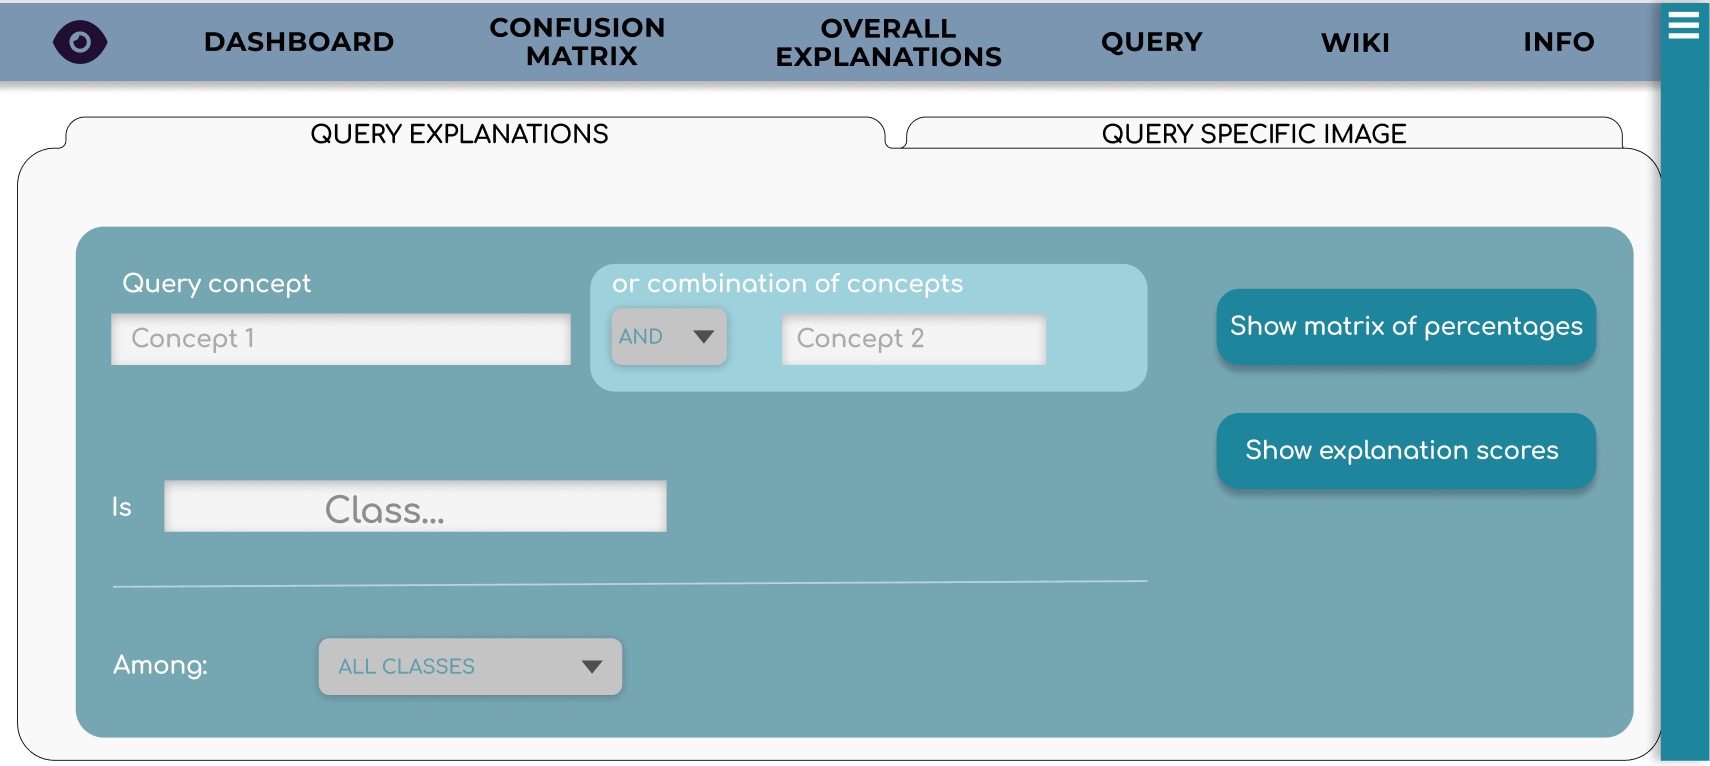 DASHBOARD
CONFUSION
MATRIX
OVERALL
EXPLANATIONS
QUERY
WIKI
INFO
QUERY EXPLANATIONS
QUERY SPECIFIC IMAGE
Query concept
or combination of concepts
Concept 1
AND
Concept 2
Show matrix of percentages
Show explanation scores
Is
Class...
Among:
ALL CLASSES